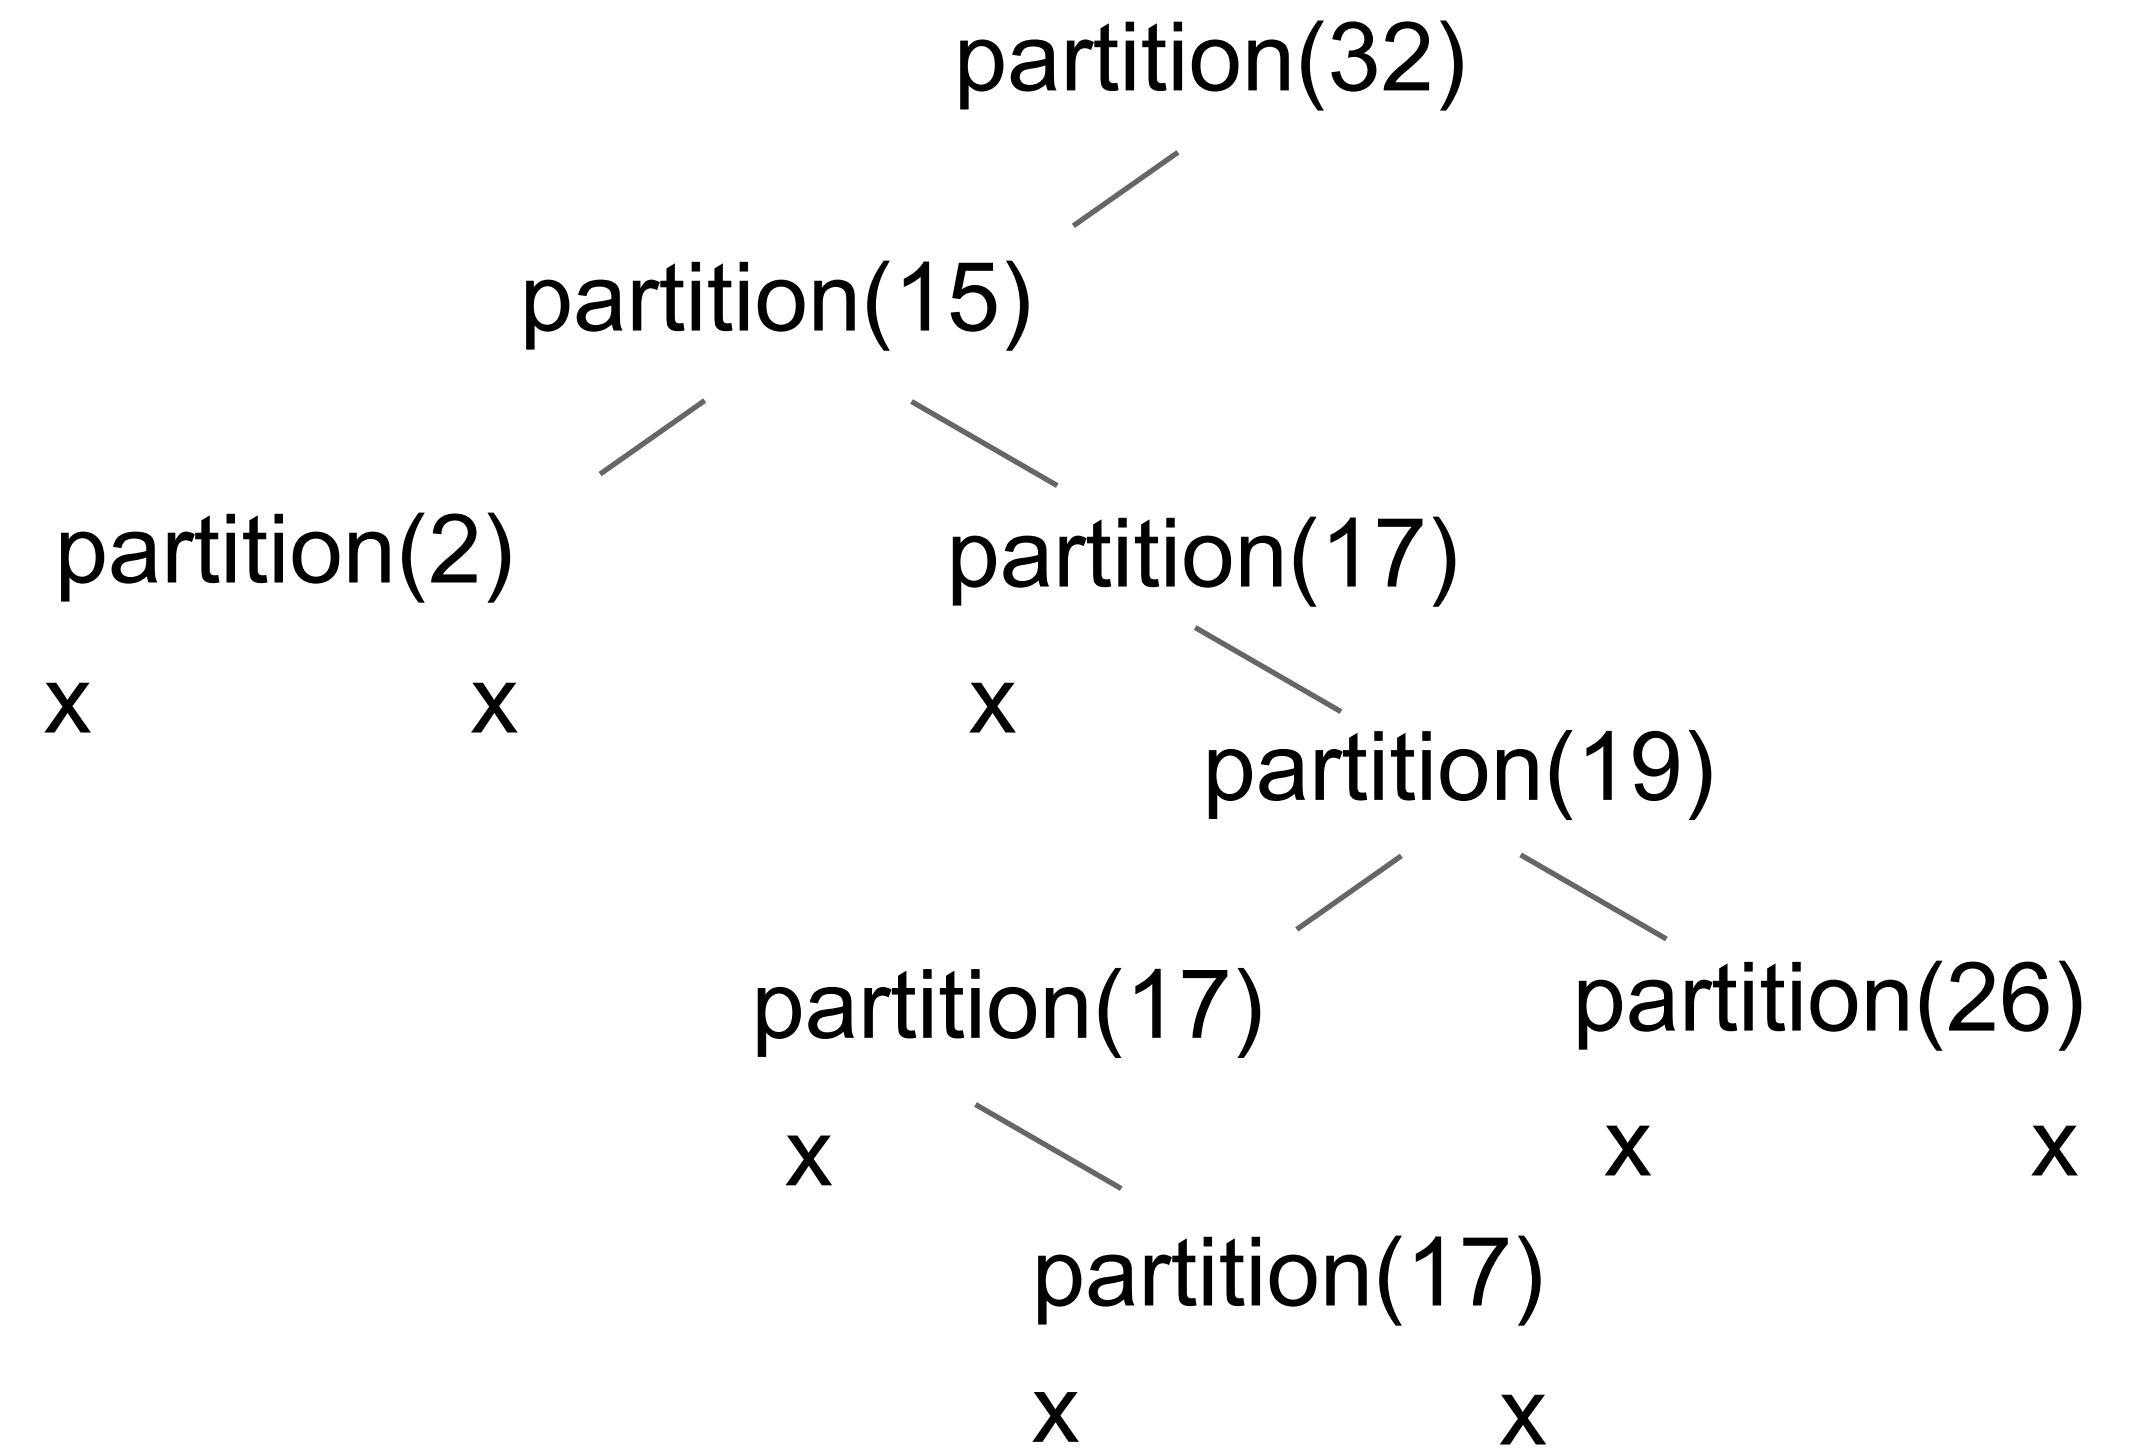 partition(32)
partition(15)
partition(2) partition(17)
x x x
partition(19)
partition(17) partition(26)
x x x
partition(17)
x x